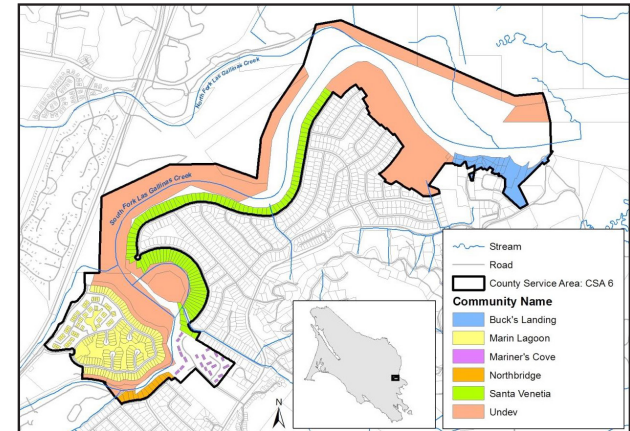 North Fork Las Gallinas Creek
South Fork Las Gallinas Creek
Stream
Road
County Service Area: CSA 6
Community Name
Buck's Landing
Marin Lagoon
Mariner's Cove
Northbridge
Santa Venetia
Undev
N